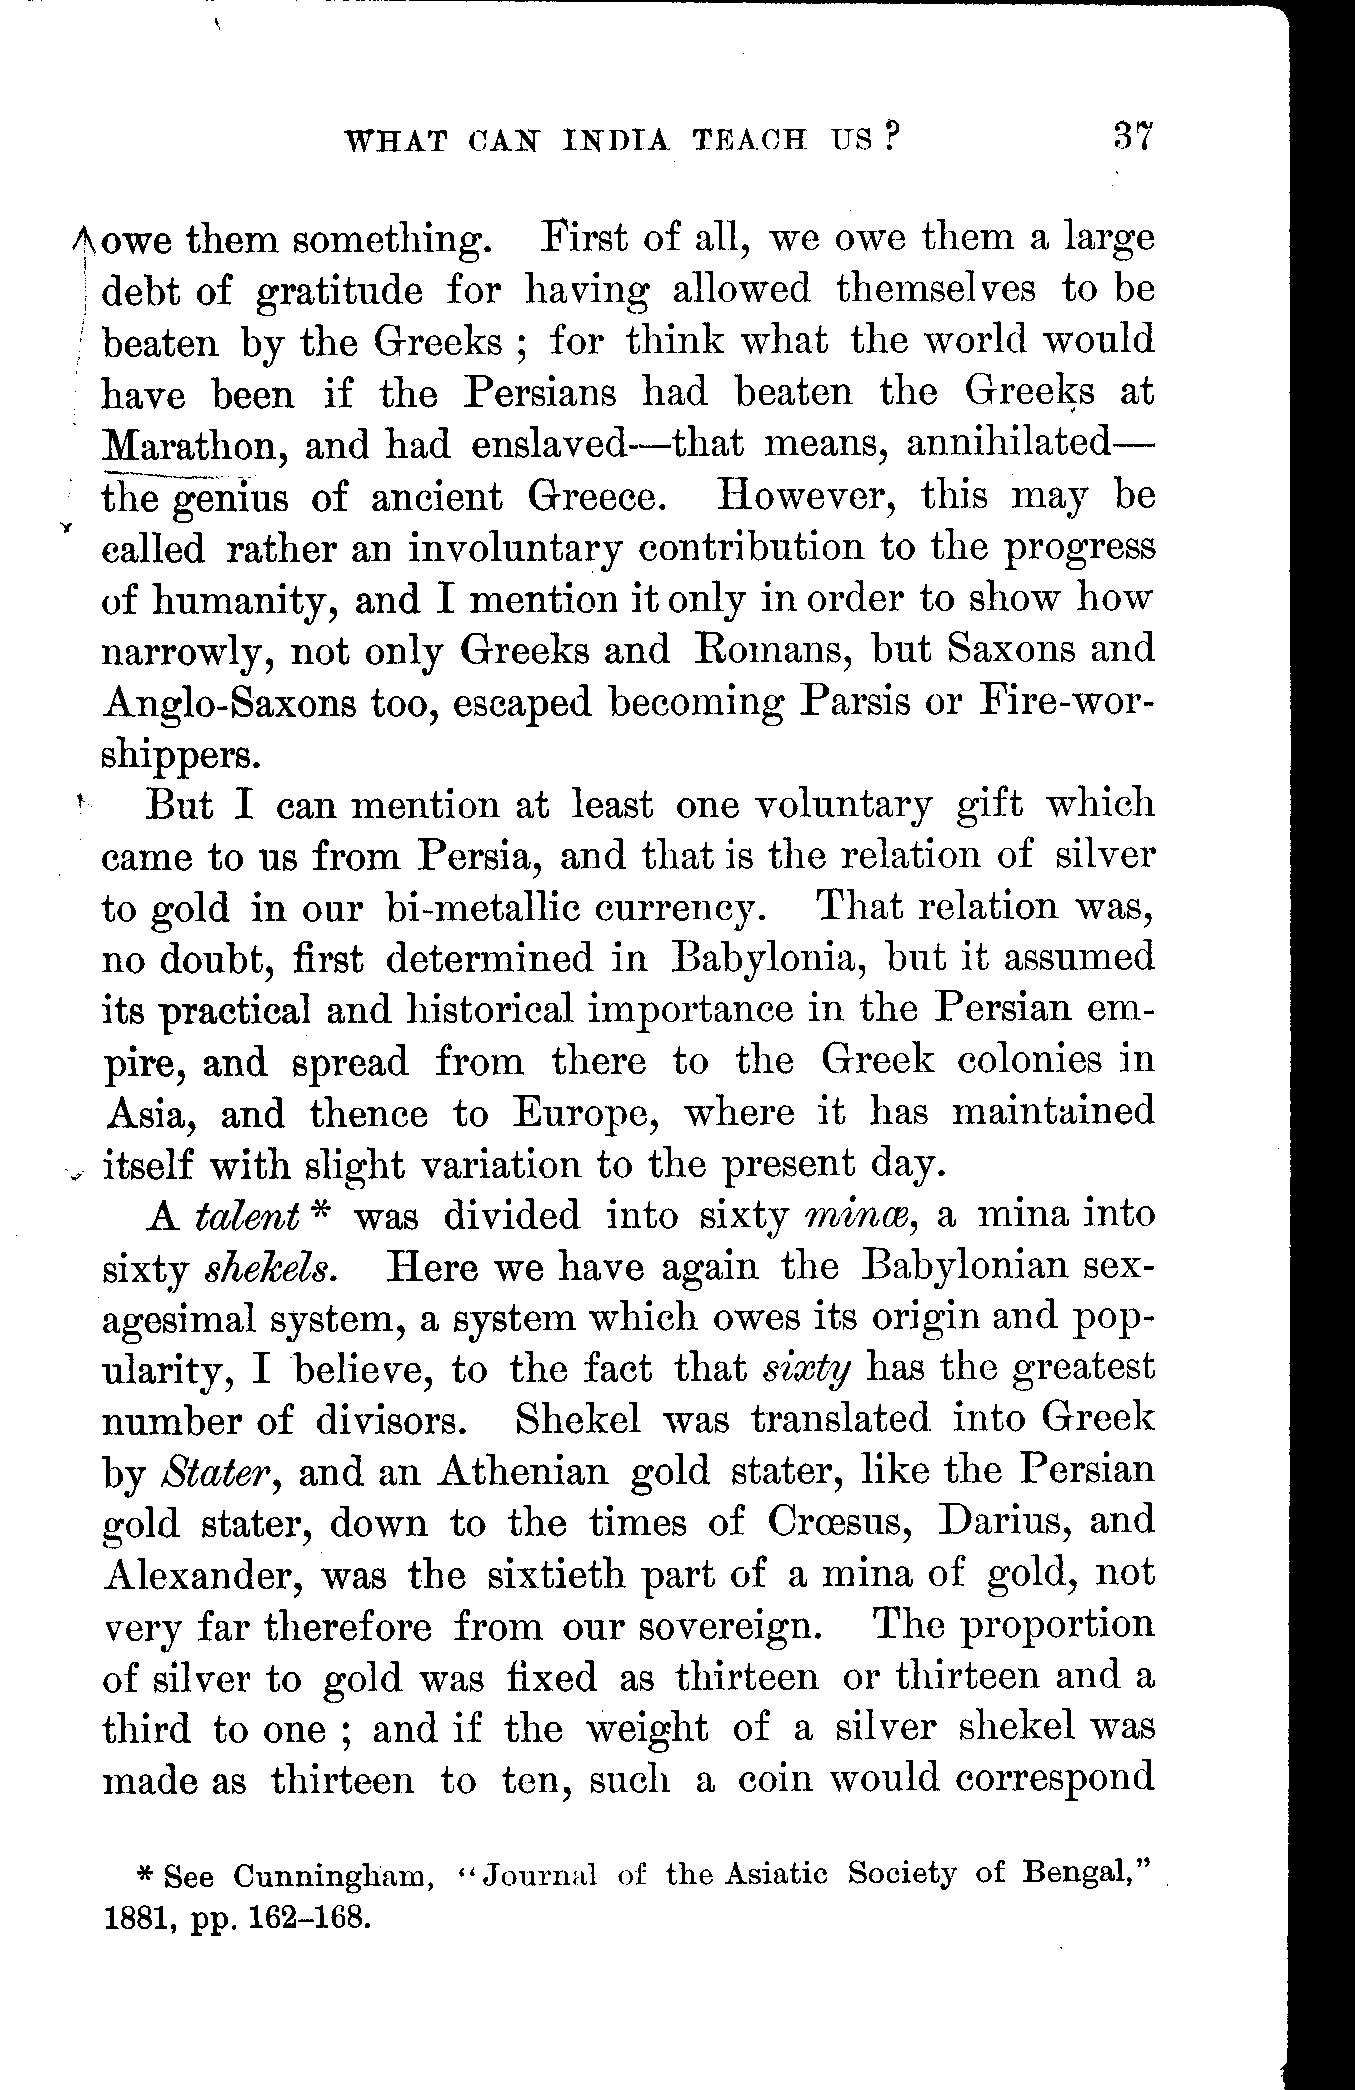 WHAT CAN INDIA TEACH US ? 37
owe them something. First of all, we owe them a large
debt of gratitude for having allowed themselves to be
beaten by the Greeks ; for think what the world would
have been if the Persians had beaten the Greeks at
Marathon, and had enslaved—that means, annihilated—
the genius of ancient Greece. However, this may be
called rather an involuntary contribution to the progress
of humanity, and I mention it only in order to show how
narrowly, not only Greeks and Romans, but Saxons and
Anglo-Saxons too, escaped becoming Parsis or Fire-wor-
shippers.
But I can mention at least one voluntary gift which
came to us from Persia, and that is the relation of silver
to gold in our bi-metallic currency. That relation was,
no doubt, first determined in Babylonia, but it assumed
its practical and historical importance in the Persian em-
pire, and spread from there to the Greek colonies in
Asia, and thence to Europe, where it has maintained
itself with slight variation to the present day.
A talent * was divided into sixty minœ, a mina into
sixty shekels. Here we have again the Babylonian sex-
agesimal system, a system which owes its origin and pop-
ularity, I believe, to the fact that sixty has the greatest
number of divisors. Shekel was translated into Greek
by Stater, and an Athenian gold stater, like the Persian
gold stater, down to the times of Crœsus, Darius, and
Alexander, was the sixtieth part of a mina of gold, not
very far therefore from our sovereign. The proportion
of silver to gold was fixed as thirteen or thirteen and a
third to one ; and if the weight of a silver shekel was
made as thirteen to ten, such a coin would correspond
* See Cunningham, “Journal of the Asiatic Society of Bengal,”
1881, pp. 162–168.